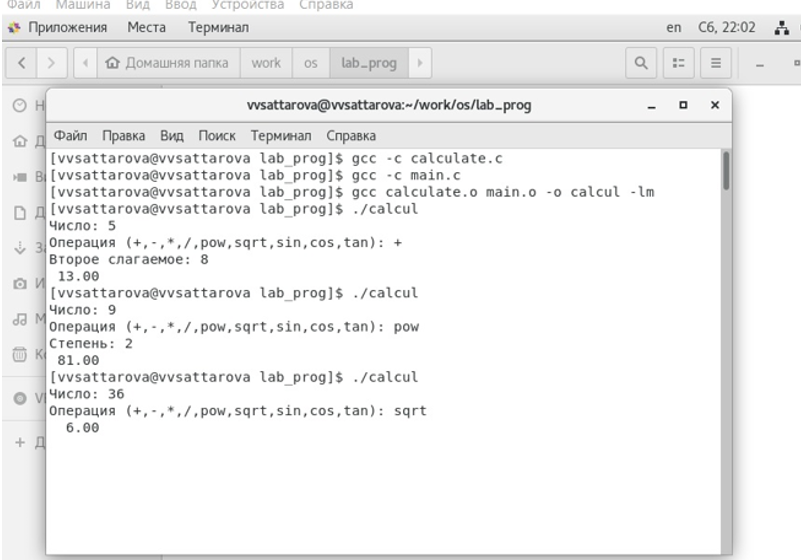 Файл Машина Вид Ввод Устройства Справка
Приложения Места Терминал en Сб, 22:02
Домашняя папка work os lab_prog
vvsattarova@vvsattarova:~/work/os/lab_prog
Файл Правка Вид Поиск Терминал Справка
[vvsattarova@vvsattarova lab_prog]$ gcc -c calculate.c
[vvsattarova@vvsattarova lab_prog]$ gcc -c main.c
[vvsattarova@vvsattarova lab_prog]$ gcc calculate.o main.o -o calcul -lm
[vvsattarova@vvsattarova lab_prog]$ ./calcul
Число: 5
Операция (+,-,*,/,pow,sqrt,sin,cos,tan): +
Второе слагаемое: 8
13.00
[vvsattarova@vvsattarova lab_prog]$ ./calcul
Число: 9
Операция (+,-,*,/,pow,sqrt,sin,cos,tan): pow
Степень: 2
81.00
[vvsattarova@vvsattarova lab_prog]$ ./calcul
Число: 36
Операция (+,-,*,/,pow,sqrt,sin,cos,tan): sqrt
6.00